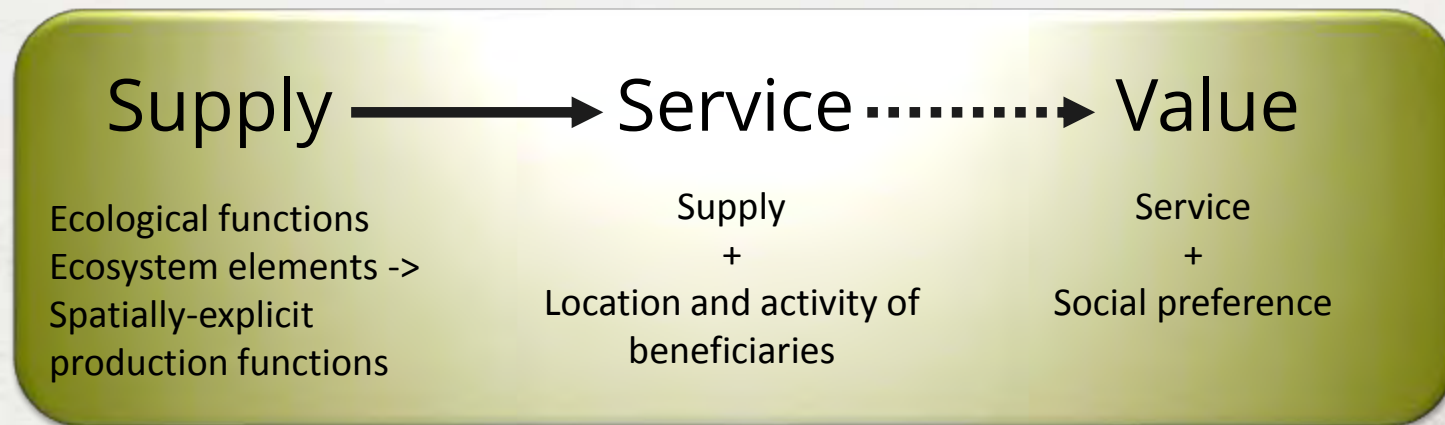 Supply
Service
Value
Ecological functions
Ecosystem elements ->
Spatially-explicit
production functions
Supply
+
Location and activity of
beneficiaries
Service
+
Social preference